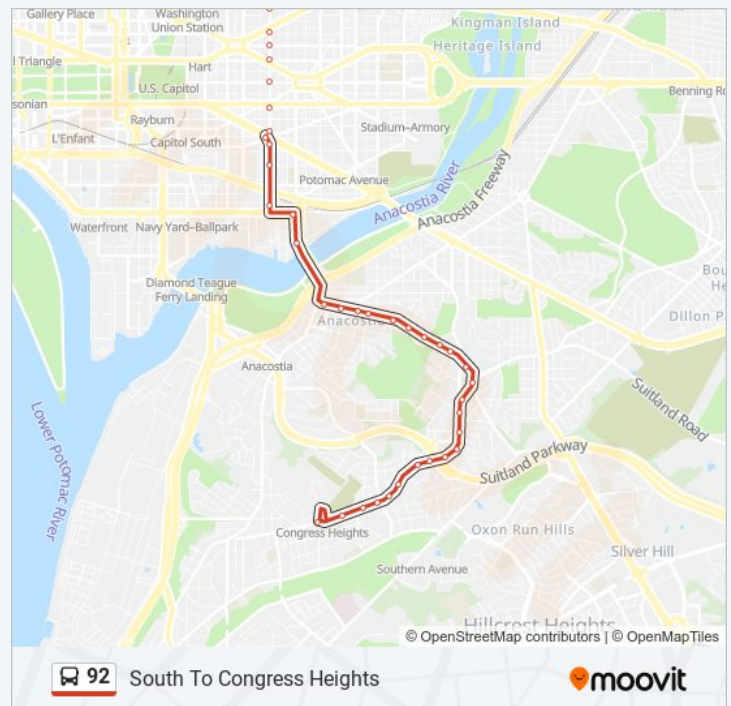 Gallery Place
Washington
Union Station
Kingman Island
Heritage Island
l Triangle
Hart
U.S. Capitol
Benning Ro
sonian
Rayburn
Stadium–Armory
L'Enfant
Capitol South
Potomac Avenue
Anacostia River
Anacostia Freeway
Waterfront
Navy Yard–Ballpark
Diamond Teague
Ferry Landing
Bou
He
Anacostia
Dillon P
Anacostia
Suitland Road
Lower Potomac River
Suitland Parkway
Congress Heights
Oxon Run Hills
Silver Hill
Southern Avenue
Hillcrest Heights
© OpenStreetMap contributors | © OpenMapTiles
92
South To Congress Heights
moovit